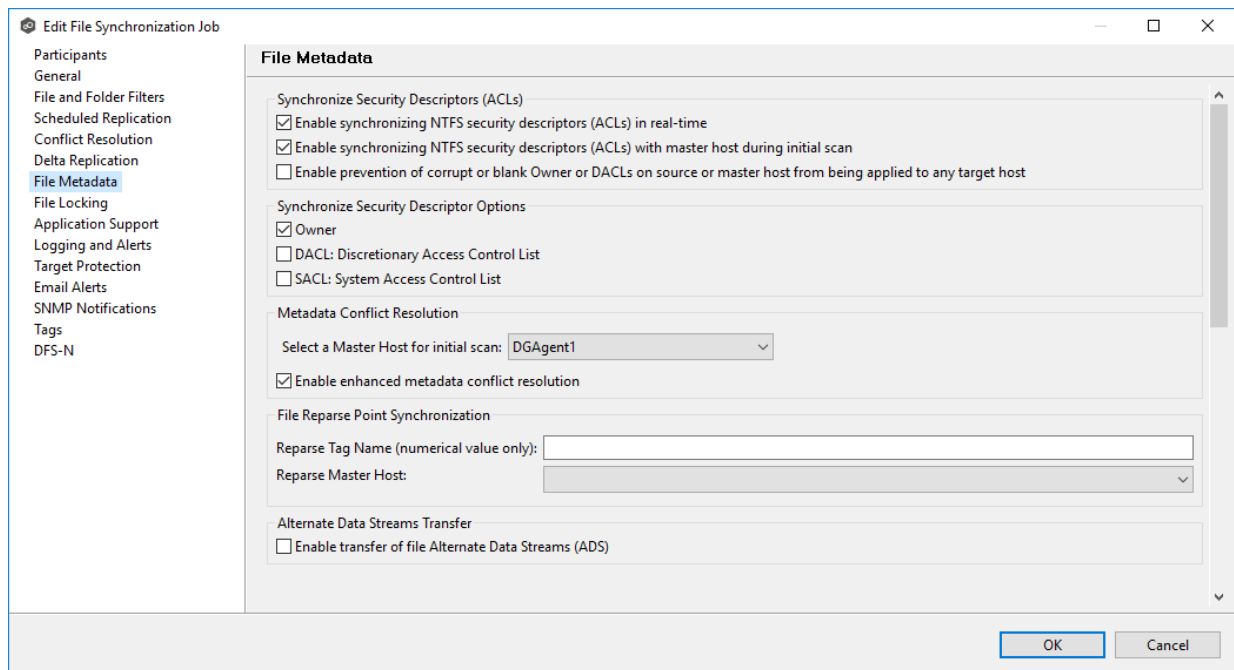 Edit File Synchronization Job
Participants
General
File and Folder Filters
Scheduled Replication
Conflict Resolution
Delta Replication
File Metadata
File Locking
Application Support
Logging and Alerts
Target Protection
Email Alerts
SNMP Notifications
Tags
DFS-N
File Metadata
Synchronize Security Descriptors (ACLs)
Enable synchronizing NTFS security descriptors (ACLs) in real-time
Enable synchronizing NTFS security descriptors (ACLs) with master host during initial scan
Enable prevention of corrupt or blank Owner or DACLs on source or master host from being applied to any target host
Synchronize Security Descriptor Options
Owner
DACL: Discretionary Access Control List
SACL: System Access Control List
Metadata Conflict Resolution
Select a Master Host for initial scan: DGAgent1
Enable enhanced metadata conflict resolution
File Reparse Point Synchronization
Reparse Tag Name (numerical value only):
Reparse Master Host:
Alternate Data Streams Transfer
Enable transfer of file Alternate Data Streams (ADS)
OK Cancel